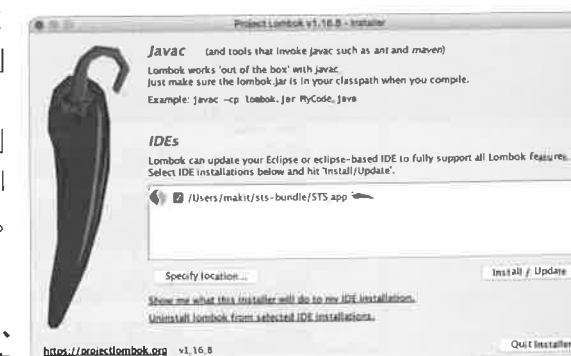 Project Lombok v1.16.8 - Installer
Javac (and tools that invoke javac such as ant and maven)
Lombok works 'out of the box' with javac.
Just make sure the lombok.jar is in your classpath when you compile.
Example: javac -cp lombok.jar MyCode.java
IDEs
Lombok can update your Eclipse or eclipse-based IDE to fully support all Lombok features.
Select IDE installations below and hit 'Install/Update'.
/Users/makit/sts-bundle/STS.app
Specify location...
Install / Update
Show me what this installer will do to my IDE installation.
Uninstall lombok from selected IDE installations.
https://projectlombok.org v1.16.8
Quit Installer